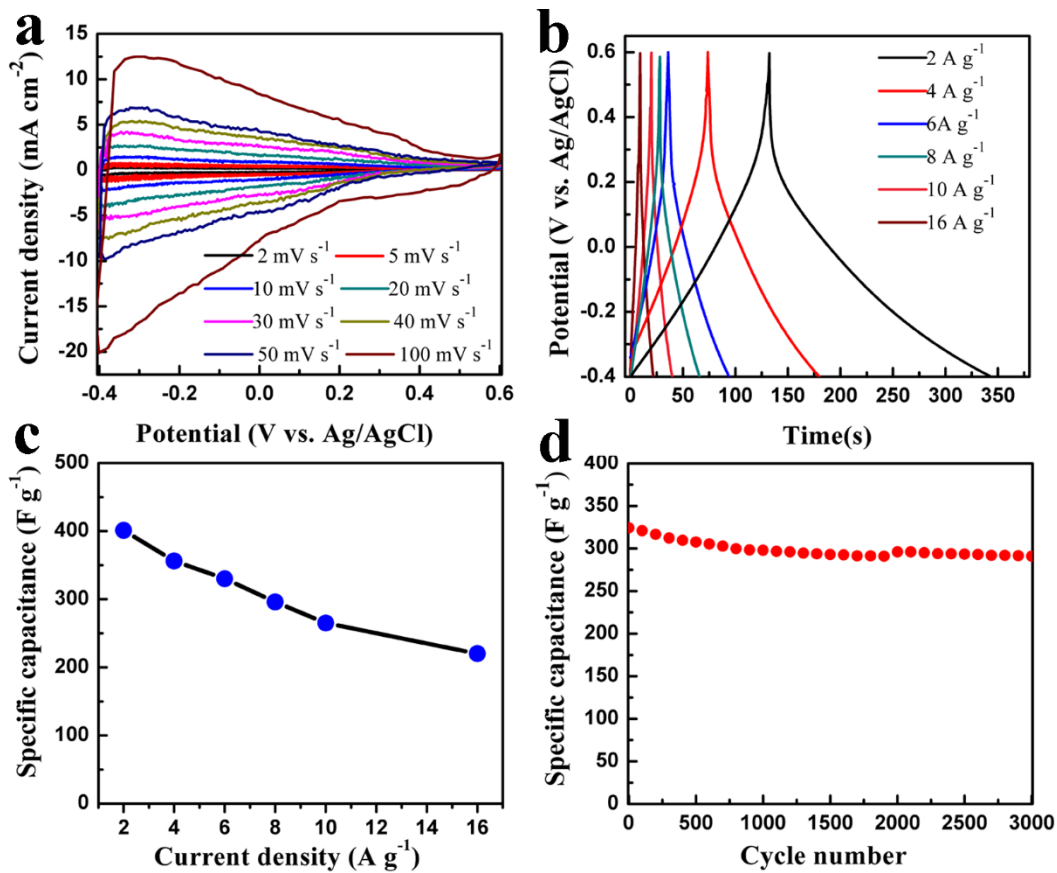 a
Current density (mA cm⁻²)
15
10
5
0
-5
-10
-15
-20
-0.4 -0.2 0.0 0.2 0.4 0.6
Potential (V vs. Ag/AgCl)
2 mV s⁻¹ 5 mV s⁻¹
10 mV s⁻¹ 20 mV s⁻¹
30 mV s⁻¹ 40 mV s⁻¹
50 mV s⁻¹ 100 mV s⁻¹
b
Potential (V vs. Ag/AgCl)
0.6
0.4
0.2
0.0
-0.2
-0.4
0 50 100 150 200 250 300 350
Time(s)
2 A g⁻¹
4 A g⁻¹
6A g⁻¹
8 A g⁻¹
10 A g⁻¹
16 A g⁻¹
c
Specific capacitance (F g⁻¹)
500
400
300
200
100
0
2 4 6 8 10 12 14 16
Current density (A g⁻¹)
d
Specific capacitance (F g⁻¹)
400
350
300
250
200
150
100
50
0
0 500 1000 1500 2000 2500 3000
Cycle number